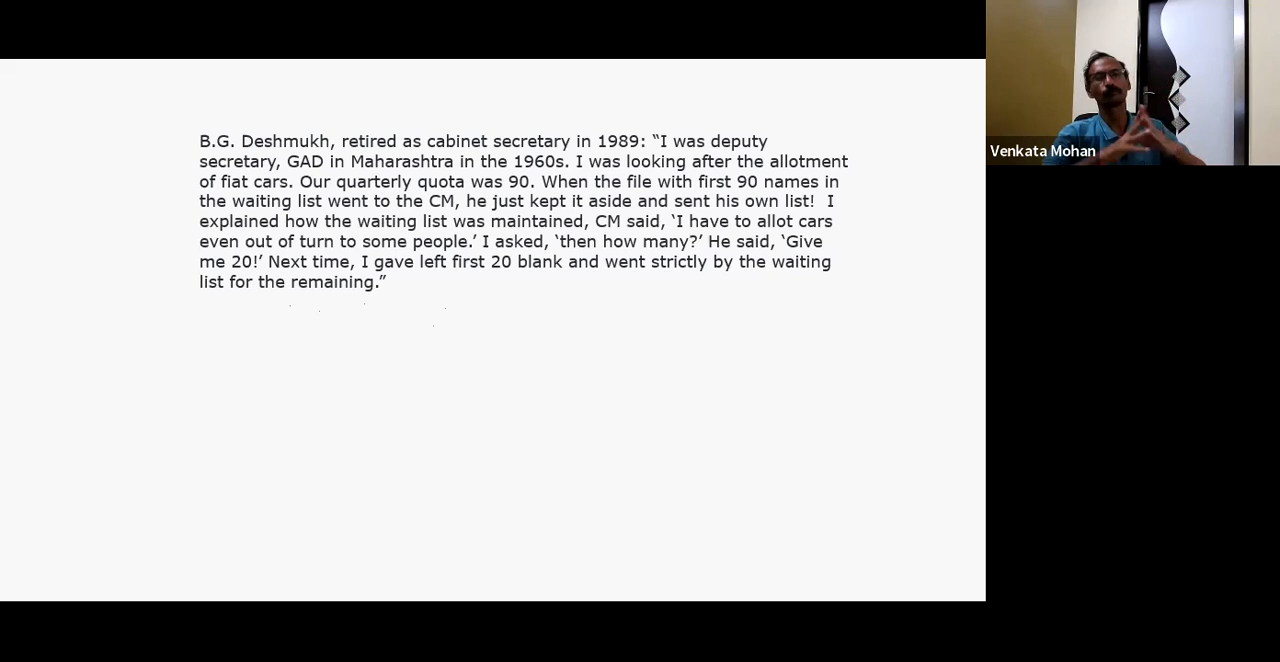 B.G. Deshmukh, retired as cabinet secretary in 1989: “I was deputy
secretary, GAD in Maharashtra in the 1960s. I was looking after the allotment
of fiat cars. Our quarterly quota was 90. When the file with first 90 names in
the waiting list went to the CM, he just kept it aside and sent his own list!  I
explained how the waiting list was maintained, CM said, ‘I have to allot cars
even out of turn to some people.’ I asked, ‘then how many?’ He said, ‘Give
me 20!’ Next time, I gave left first 20 blank and went strictly by the waiting
list for the remaining.”
Venkata Mohan